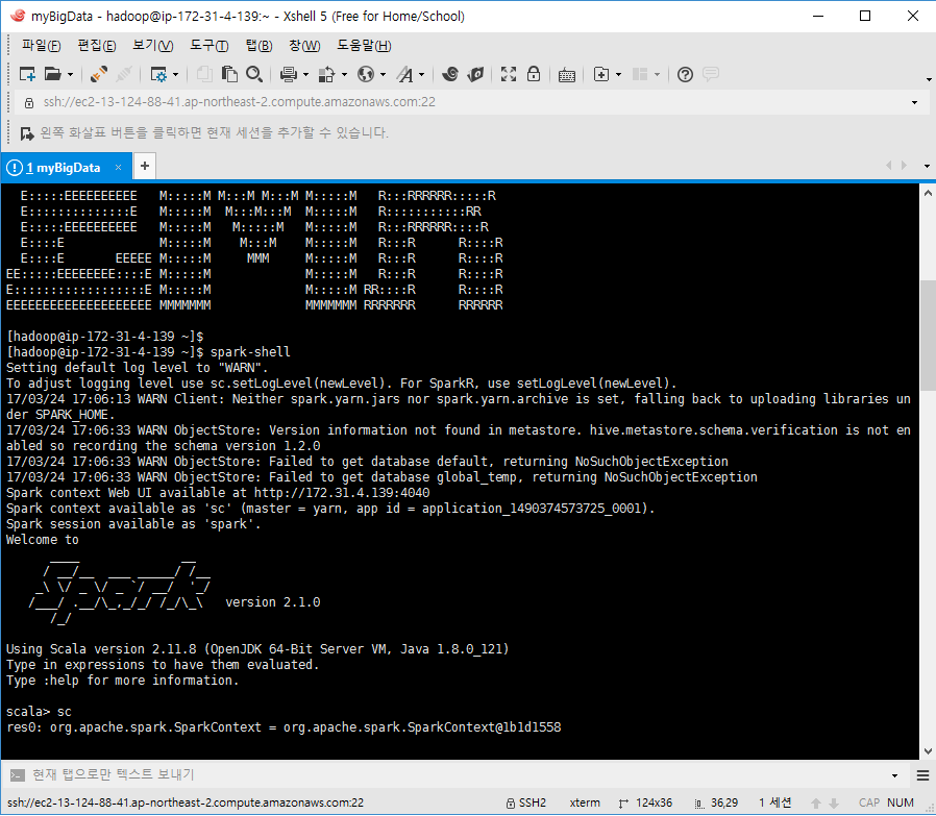 myBigData - hadoop@ip-172-31-4-139:~ - Xshell 5 (Free for Home/School)
파일(F) 편집(E) 보기(V) 도구(T) 탭(B) 창(W) 도움말(H)
ssh://ec2-13-124-88-41.ap-northeast-2.compute.amazonaws.com:22
왼쪽 화살표 버튼을 클릭하면 현재 세션을 추가할 수 있습니다.
1 myBigData
E:::::EEEEEEEEEE   M:::::M M:::M M:::M M:::::M   R:::RRRRRR:::::R
E::::::::::::::E   M:::::M  M:::M:::M  M:::::M   R:::::::::::RR
E:::::EEEEEEEEEE   M:::::M   M:::::M   M:::::M   R:::RRRRRR::::R
E::::E             M:::::M    M:::M    M:::::M   R:::R      R::::R
E::::E       EEEEE M:::::M     MMM     M:::::M   R:::R      R::::R
EE:::::EEEEEEEE::::E M:::::M             M:::::M   R:::R      R::::R
E::::::::::::::::::E M:::::M             M:::::M RR::::R      R::::R
EEEEEEEEEEEEEEEEEEEE MMMMMMM             MMMMMMM RRRRRRR      RRRRRR
[hadoop@ip-172-31-4-139 ~]$
[hadoop@ip-172-31-4-139 ~]$ spark-shell
Setting default log level to "WARN".
To adjust logging level use sc.setLogLevel(newLevel). For SparkR, use setLogLevel(newLevel).
17/03/24 17:06:13 WARN Client: Neither spark.yarn.jars nor spark.yarn.archive is set, falling back to uploading libraries un
der SPARK_HOME.
17/03/24 17:06:33 WARN ObjectStore: Version information not found in metastore. hive.metastore.schema.verification is not en
abled so recording the schema version 1.2.0
17/03/24 17:06:33 WARN ObjectStore: Failed to get database default, returning NoSuchObjectException
17/03/24 17:06:33 WARN ObjectStore: Failed to get database global_temp, returning NoSuchObjectException
Spark context Web UI available at http://172.31.4.139:4040
Spark context available as 'sc' (master = yarn, app id = application_1490374573725_0001).
Spark session available as 'spark'.
Welcome to
Spark version 2.1.0
Using Scala version 2.11.8 (OpenJDK 64-Bit Server VM, Java 1.8.0_121)
Type in expressions to have them evaluated.
Type :help for more information.
scala> sc
res0: org.apache.spark.SparkContext = org.apache.spark.SparkContext@1b1d1558
현재 탭으로만 텍스트 보내기
ssh://ec2-13-124-88-41.ap-northeast-2.compute.amazonaws.com:22 SSH2 xterm 124x36 36,29 1 세션 CAP NUM